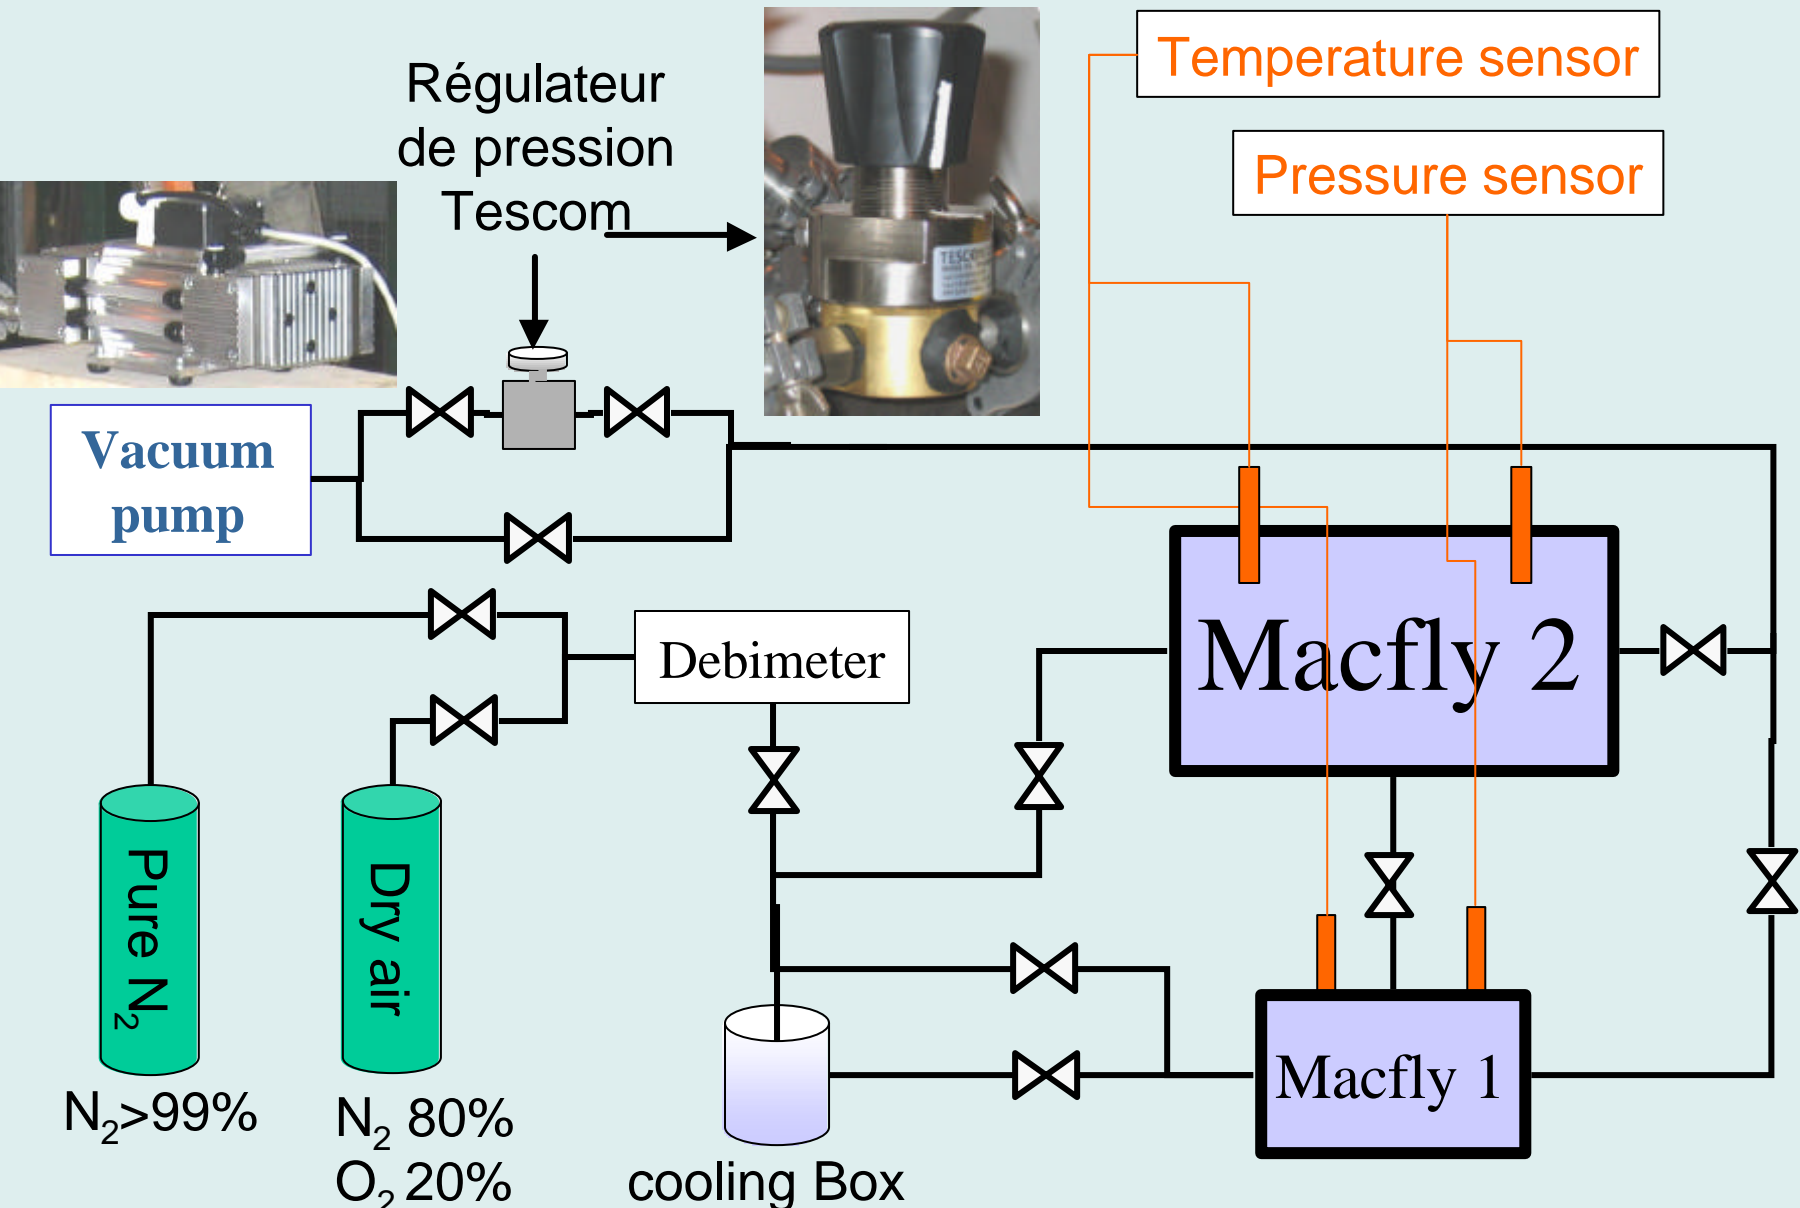 Régulateur
de pression
Tescom
Temperature sensor
Pressure sensor
TESCOM
Vacuum
pump
Debimeter
Macfly 2
Pure N₂
Dry air
Macfly 1
N₂>99%
N₂ 80%
O₂ 20%
cooling Box